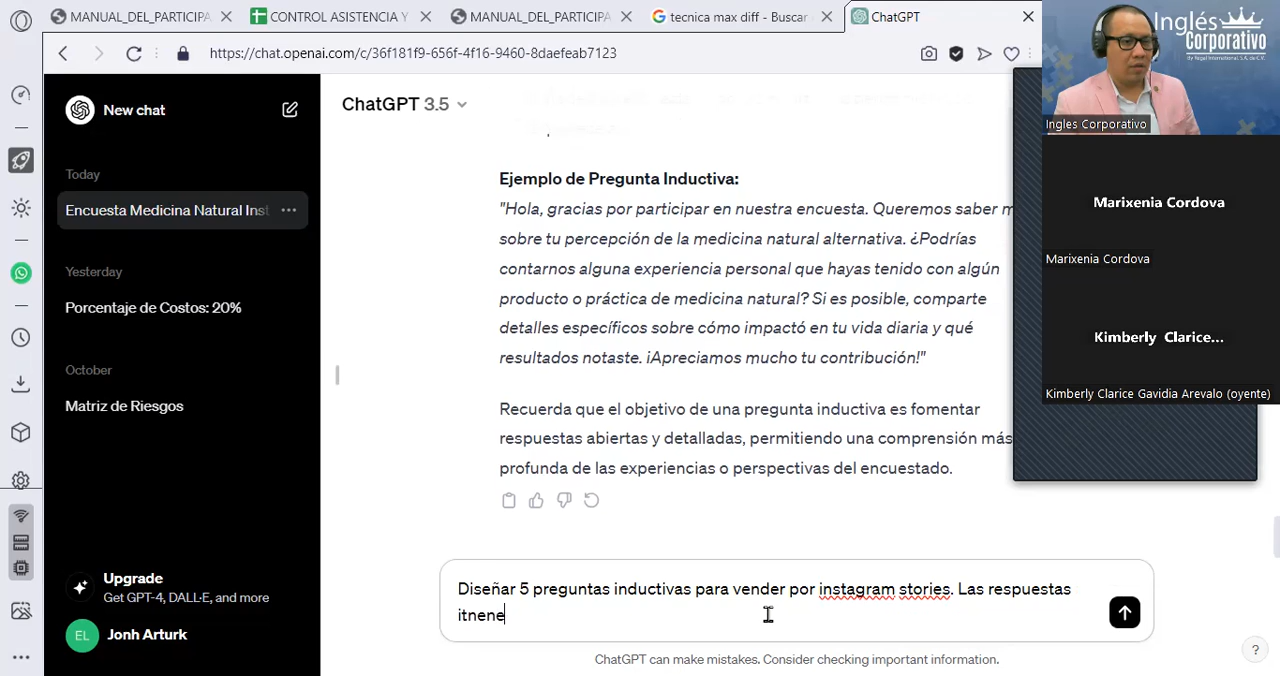 MANUAL_DEL_PARTICIPA
CONTROL ASISTENCIA Y
MANUAL_DEL_PARTICIPA
tecnica max diff - Buscar
ChatGPT
https://chat.openai.com/c/36f181f9-656f-4f16-9460-8daefeab7123
Inglés
Corporativo
By Regal International, S.A. de C.V.
Ingles Corporativo
Marixenia Cordova
Marixenia Cordova
Kimberly Clarice...
Kimberly Clarice Gavidia Arevalo (oyente)
New chat
Today
Encuesta Medicina Natural Inst
Yesterday
Porcentaje de Costos: 20%
October
Matriz de Riesgos
Upgrade
Get GPT-4, DALL·E, and more
EL
Jonh Arturk
ChatGPT 3.5
Ejemplo de Pregunta Inductiva:
"Hola, gracias por participar en nuestra encuesta. Queremos saber m
sobre tu percepción de la medicina natural alternativa. ¿Podrías
contarnos alguna experiencia personal que hayas tenido con algún
producto o práctica de medicina natural? Si es posible, comparte
detalles específicos sobre cómo impactó en tu vida diaria y qué
resultados notaste. ¡Apreciamos mucho tu contribución!"
Recuerda que el objetivo de una pregunta inductiva es fomentar
respuestas abiertas y detalladas, permitiendo una comprensión más
profunda de las experiencias o perspectivas del encuestado.
Diseñar 5 preguntas inductivas para vender por instagram stories. Las respuestas
itnene
ChatGPT can make mistakes. Consider checking important information.
?